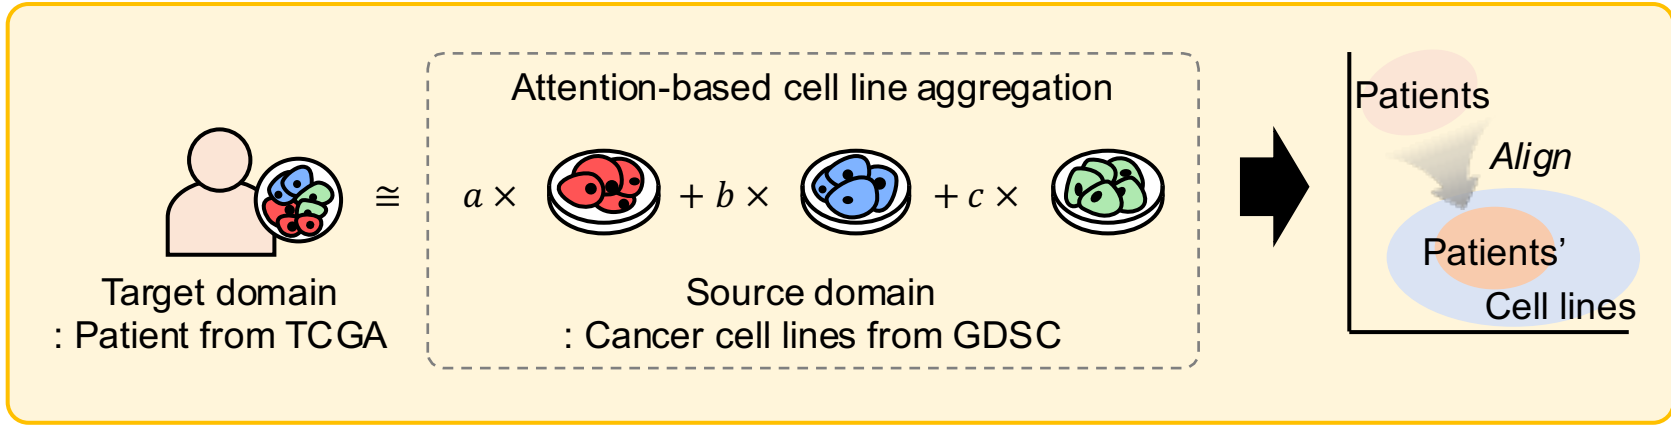 Attention-based cell line aggregation
≅ a × + b × + c ×
Target domain
: Patient from TCGA
Source domain
: Cancer cell lines from GDSC
Patients
Align
Patients’
Cell lines